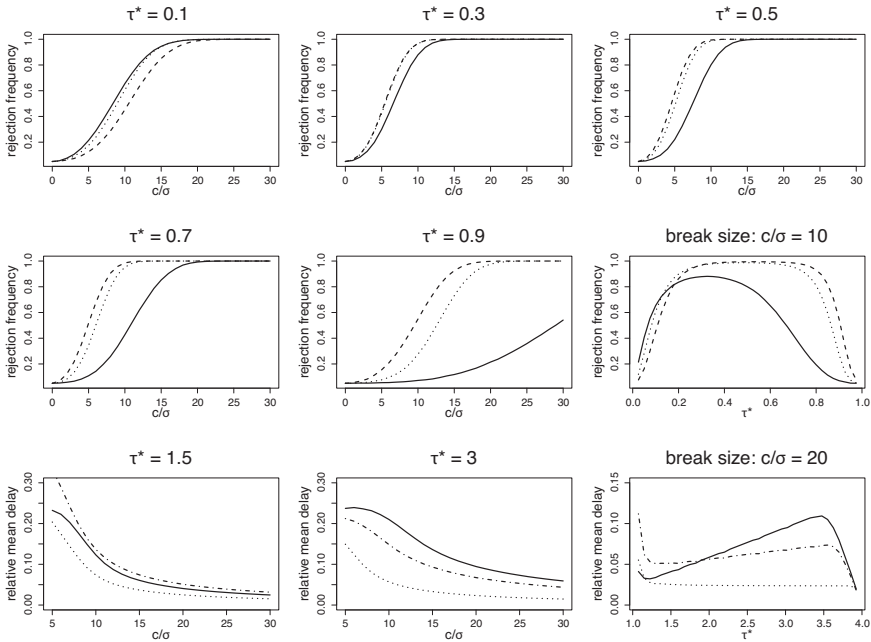 τ* = 0.1
rejection frequency
0.2 0.4 0.6 0.8 1.0
0 5 10 15 20 25 30
c/σ
τ* = 0.3
rejection frequency
0.2 0.4 0.6 0.8 1.0
0 5 10 15 20 25 30
c/σ
τ* = 0.5
rejection frequency
0.2 0.4 0.6 0.8 1.0
0 5 10 15 20 25 30
c/σ
τ* = 0.7
rejection frequency
0.2 0.4 0.6 0.8 1.0
0 5 10 15 20 25 30
c/σ
τ* = 0.9
rejection frequency
0.2 0.4 0.6 0.8 1.0
0 5 10 15 20 25 30
c/σ
break size: c/σ = 10
rejection frequency
0.2 0.4 0.6 0.8 1.0
0.0 0.2 0.4 0.6 0.8 1.0
τ*
τ* = 1.5
relative mean delay
0.00 0.10 0.20 0.30
5 10 15 20 25 30
c/σ
τ* = 3
relative mean delay
0.00 0.10 0.20 0.30
5 10 15 20 25 30
c/σ
break size: c/σ = 20
relative mean delay
0.00 0.05 0.10 0.15
1.0 1.5 2.0 2.5 3.0 3.5 4.0
τ*